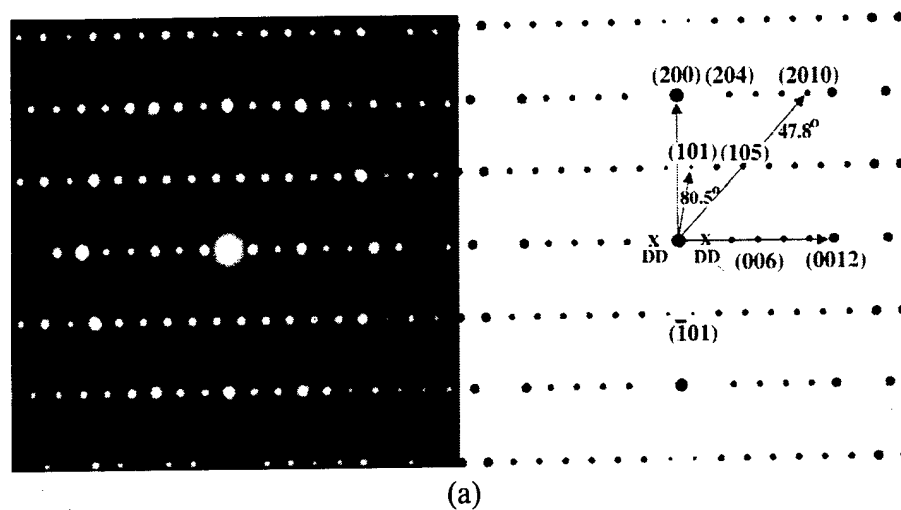 (200) (204) (2010)
47.8°
(101) (105)
80.5°
X X
DD DD (006) (0012)
(1̄01)
(a)